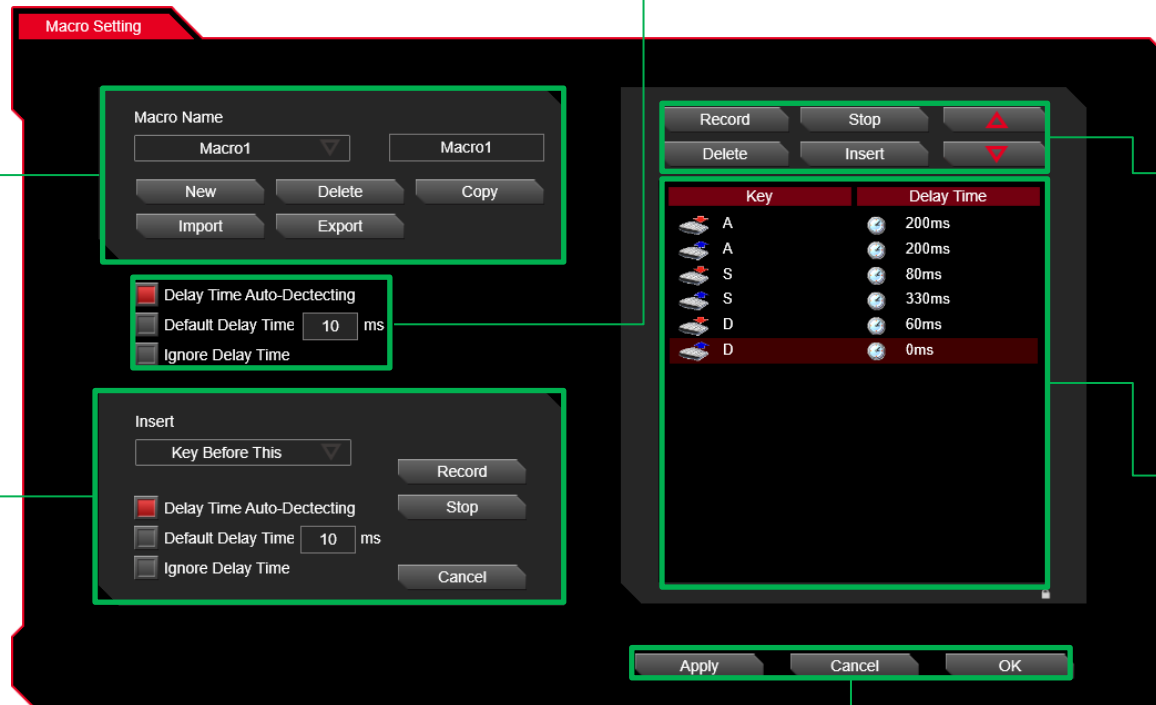 Macro Setting
Macro Name
Macro1 Macro1
New Delete Copy
Import Export
Delay Time Auto-Dectecting
Default Delay Time 10 ms
Ignore Delay Time
Insert
Key Before This
Record
Delay Time Auto-Dectecting Stop
Default Delay Time 10 ms
Ignore Delay Time
Cancel
Record Stop
Delete Insert
Key Delay Time
A 200ms
A 200ms
S 80ms
S 330ms
D 60ms
D 0ms
Apply Cancel OK